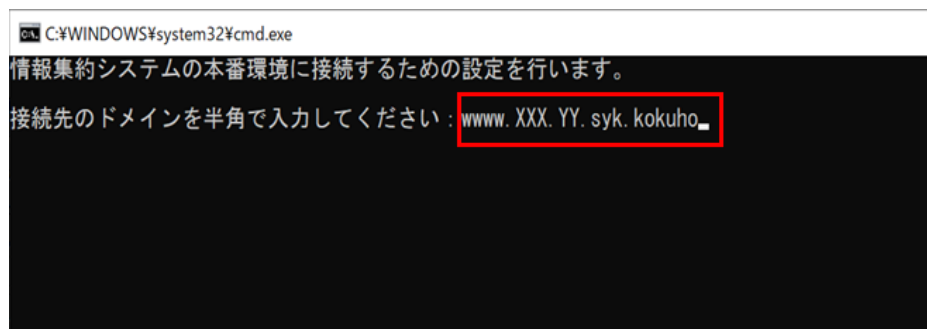 C:¥WINDOWS¥system32¥cmd.exe
情報集約システムの本番環境に接続するための設定を行います。
接続先のドメインを半角で入力してください：wwww.XXX.YY.syk.kokuho_